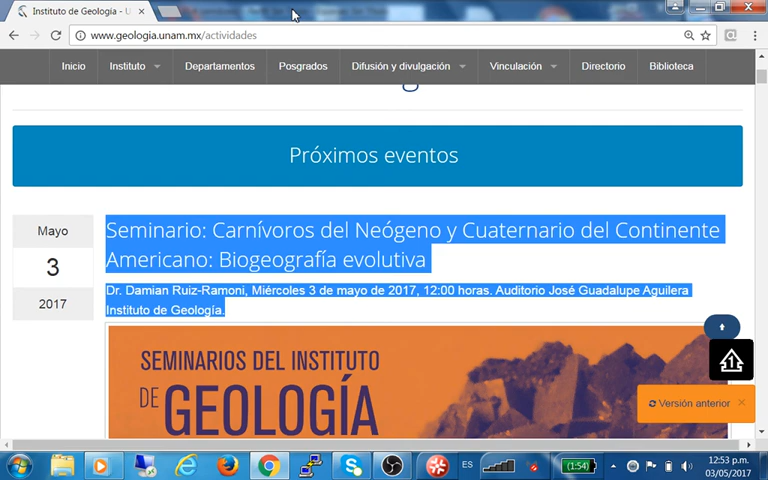 Instituto de Geología - U
www.geologia.unam.mx/actividades
Inicio Instituto Departamentos Posgrados Difusión y divulgación Vinculación Directorio Biblioteca
Próximos eventos
Mayo
3
2017
Seminario: Carnívoros del Neógeno y Cuaternario del Continente
Americano: Biogeografía evolutiva
Dr. Damian Ruiz-Ramoni, Miércoles 3 de mayo de 2017, 12:00 horas. Auditorio José Guadalupe Aguilera
Instituto de Geología.
SEMINARIOS DEL INSTITUTO
DE GEOLOGÍA
Versión anterior
ES
(1:54)
12:53 p.m.
03/05/2017